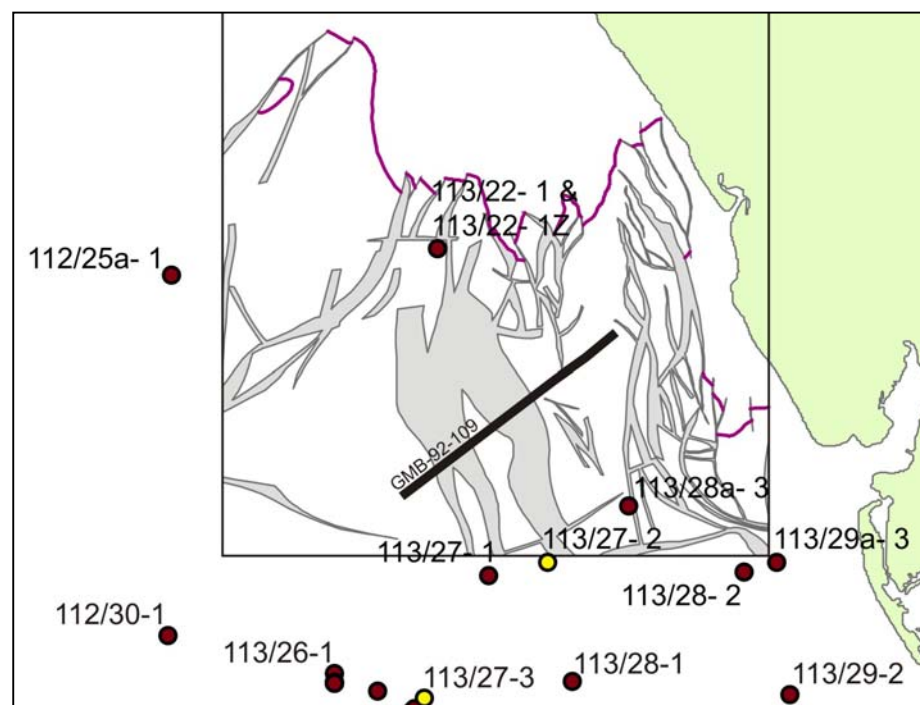 113/22- 1 &
113/22- 1Z
112/25a- 1
GMB-92-109
113/28a- 3
113/27- 1
113/27- 2
113/29a- 3
113/28- 2
112/30-1
113/26-1
113/27-3
113/28-1
113/29-2